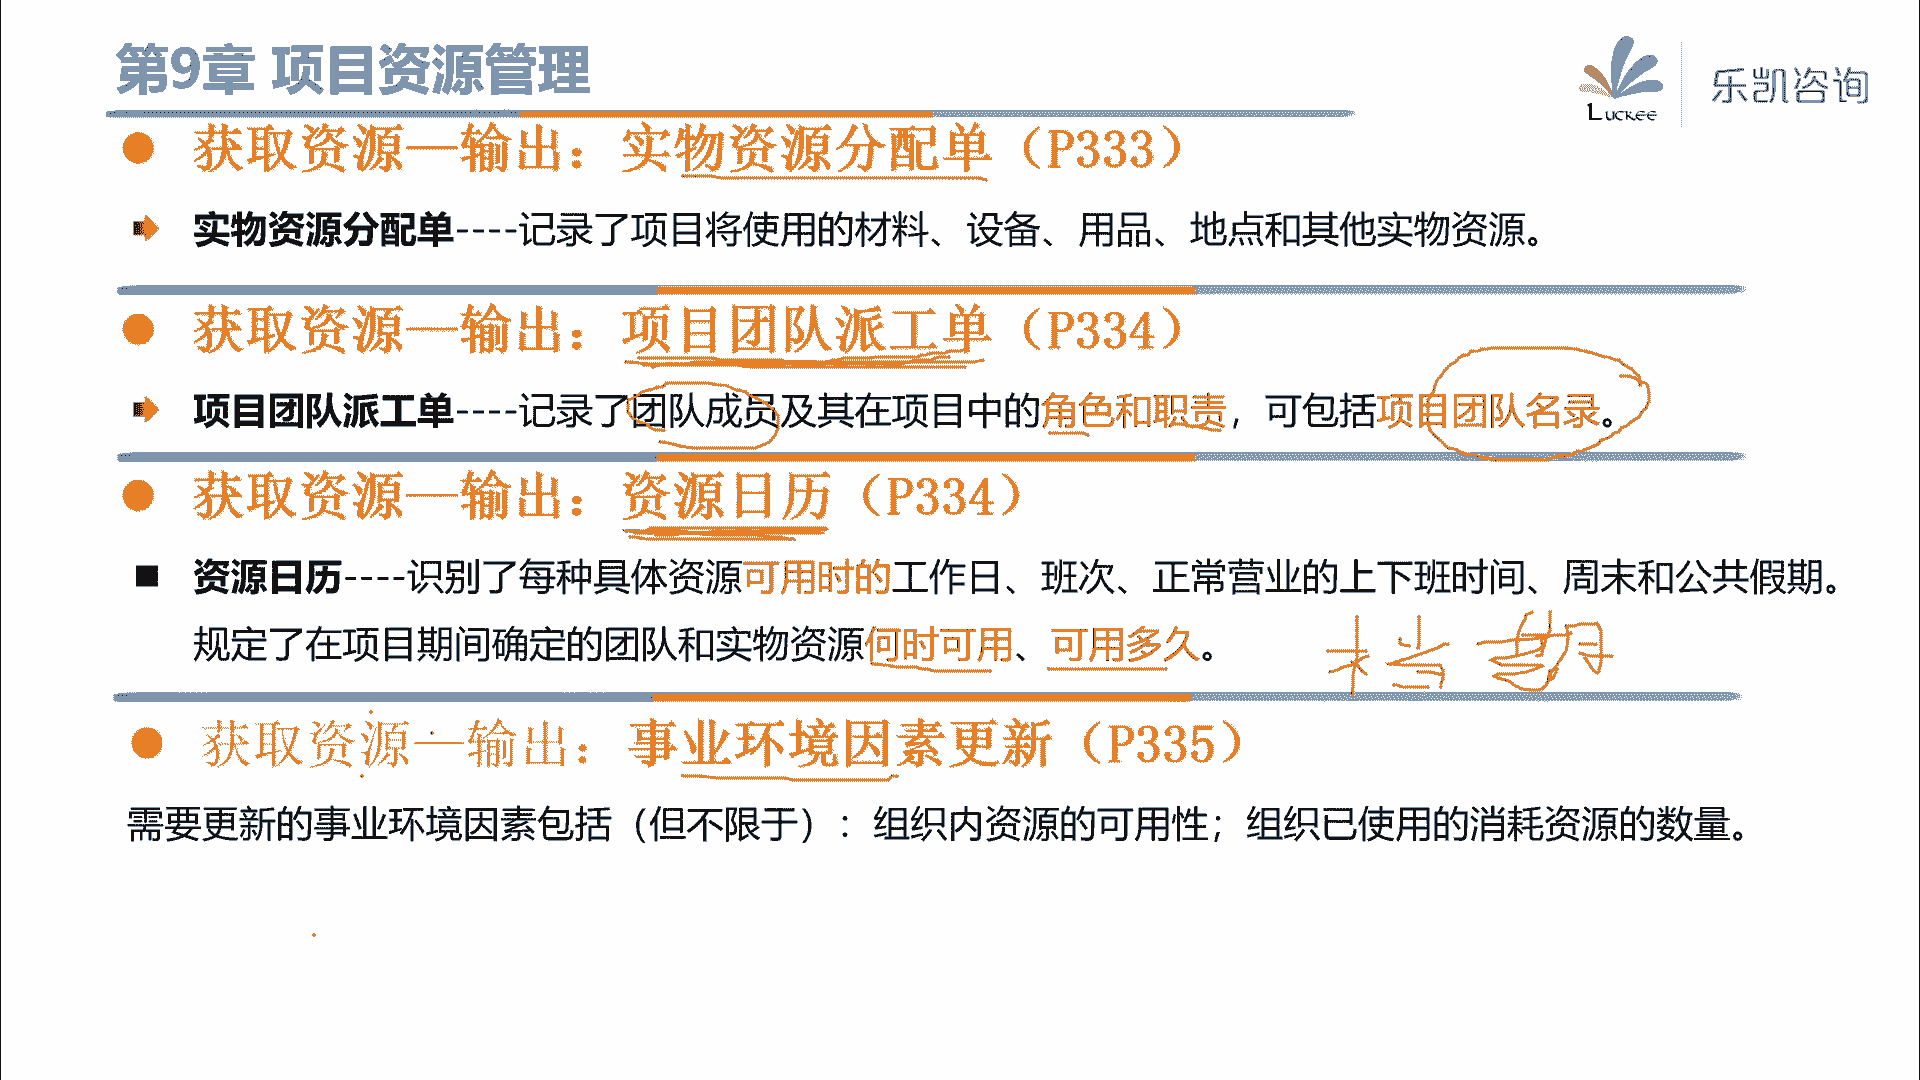 第9章 项目资源管理
Luckee 乐凯咨询
● 获取资源—输出：实物资源分配单（P333）
实物资源分配单----记录了项目将使用的材料、设备、用品、地点和其他实物资源。
● 获取资源—输出：项目团队派工单（P334）
项目团队派工单----记录了团队成员及其在项目中的角色和职责，可包括项目团队名录。
● 获取资源—输出：资源日历（P334）
■ 资源日历----识别了每种具体资源可用时的工作日、班次、正常营业的上下班时间、周末和公共假期。
规定了在项目期间确定的团队和实物资源何时可用、可用多久。
档期
● 获取资源—输出：事业环境因素更新（P335）
需要更新的事业环境因素包括（但不限于）：组织内资源的可用性；组织已使用的消耗资源的数量。